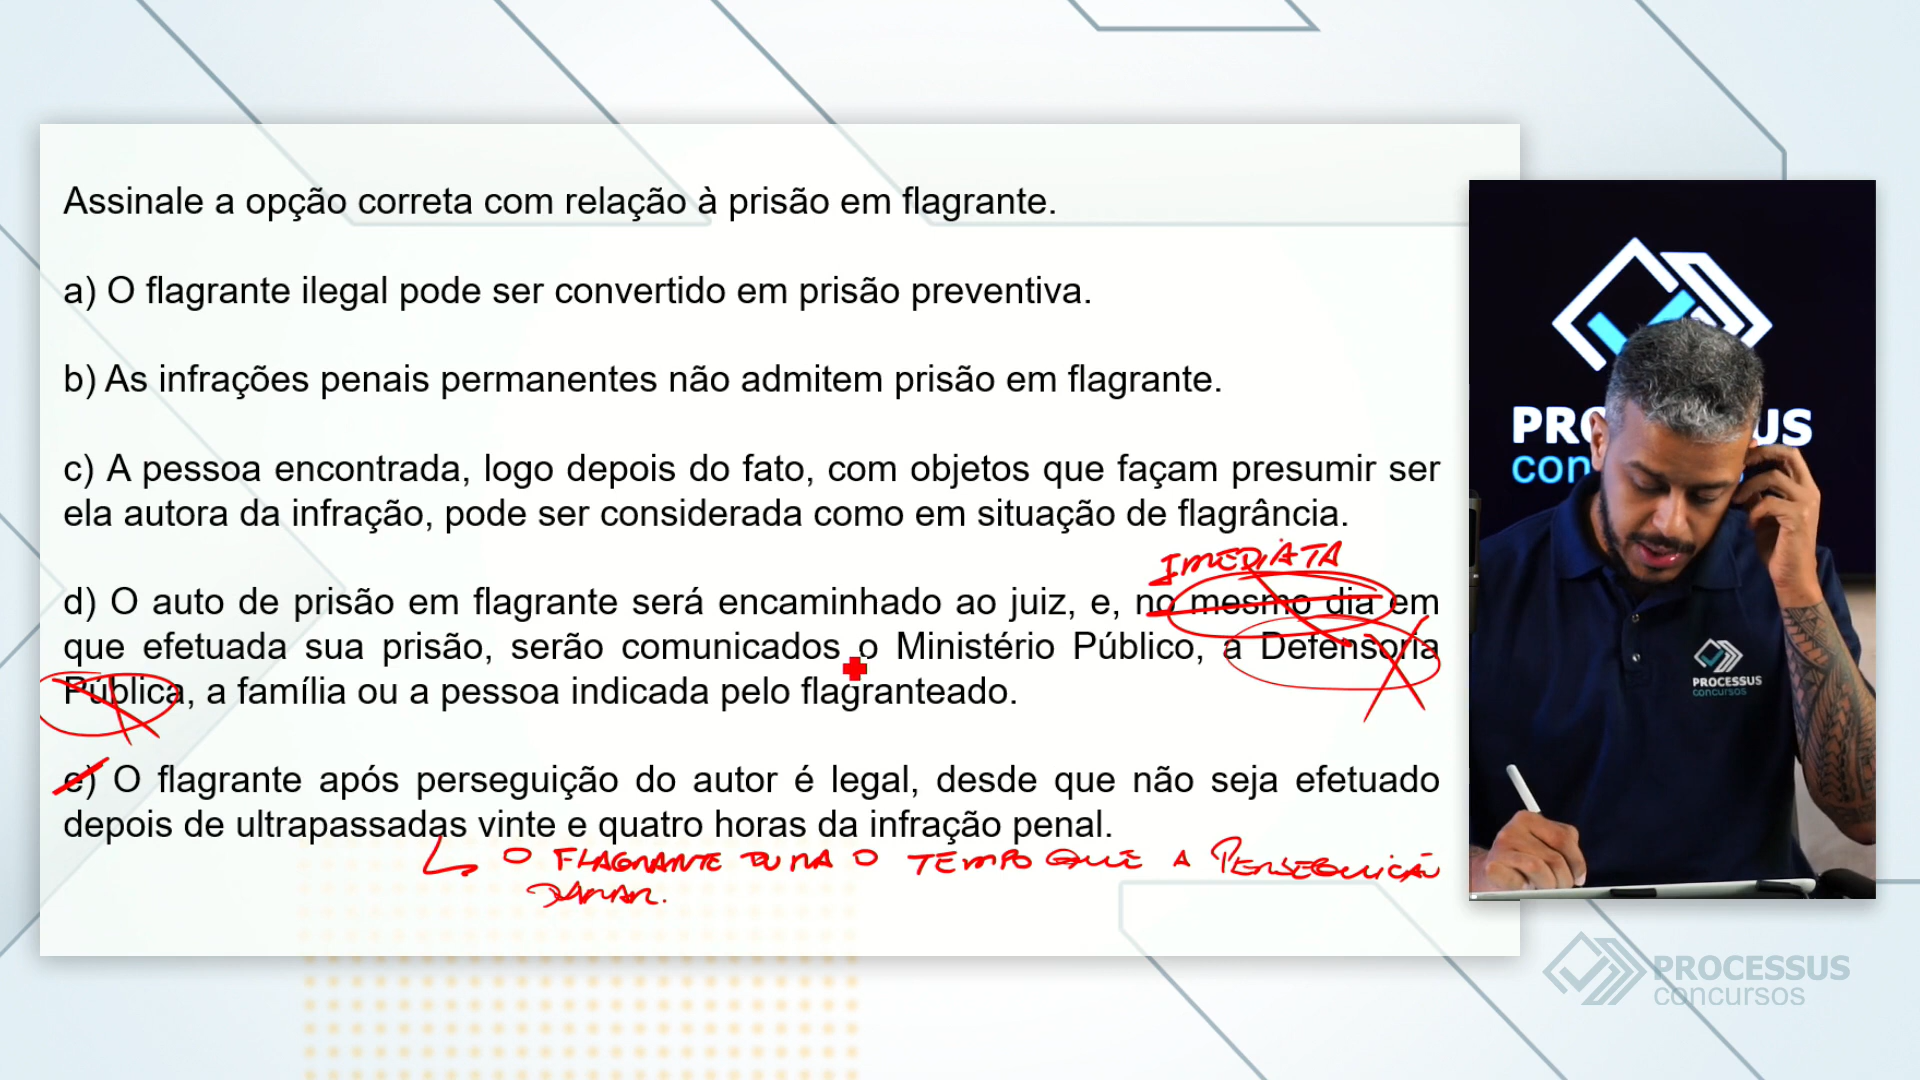 Assinale a opção correta com relação à prisão em flagrante.
a) O flagrante ilegal pode ser convertido em prisão preventiva.
b) As infrações penais permanentes não admitem prisão em flagrante.
c) A pessoa encontrada, logo depois do fato, com objetos que façam presumir ser
ela autora da infração, pode ser considerada como em situação de flagrância.
IMEDIATA
d) O auto de prisão em flagrante será encaminhado ao juiz, e, no mesmo dia em
que efetuada sua prisão, serão comunicados o Ministério Público, a Defensoria
Pública, a família ou a pessoa indicada pelo flagranteado.
e) O flagrante após perseguição do autor é legal, desde que não seja efetuado
depois de ultrapassadas vinte e quatro horas da infração penal.
O FLAGRANTE DURA O TEMPO QUE A PERSEGUIÇÃO
PROCESSUS
concursos
PROCESSUS
concursos